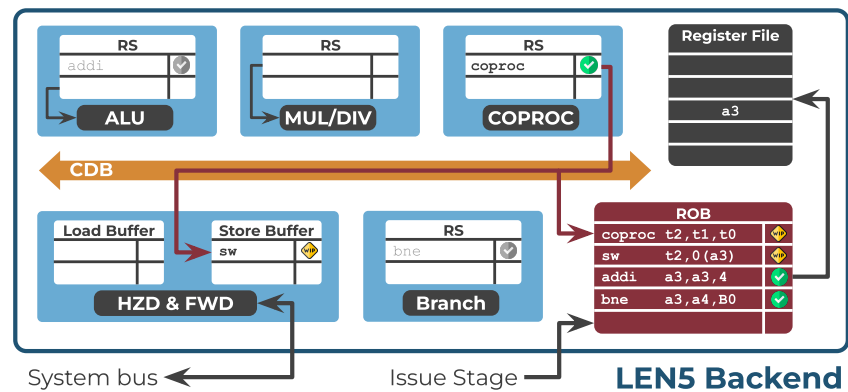 RS
addi
ALU
RS
MUL/DIV
RS
coproc
COPROC
Register File
a3
CDB
Load Buffer
Store Buffer
sw
WIP
HZD & FWD
RS
bne
Branch
ROB
coproc t2,t1,t0 WIP
sw t2,0(a3) WIP
addi a3,a3,4
bne a3,a4,B0
System bus
Issue Stage
LEN5 Backend